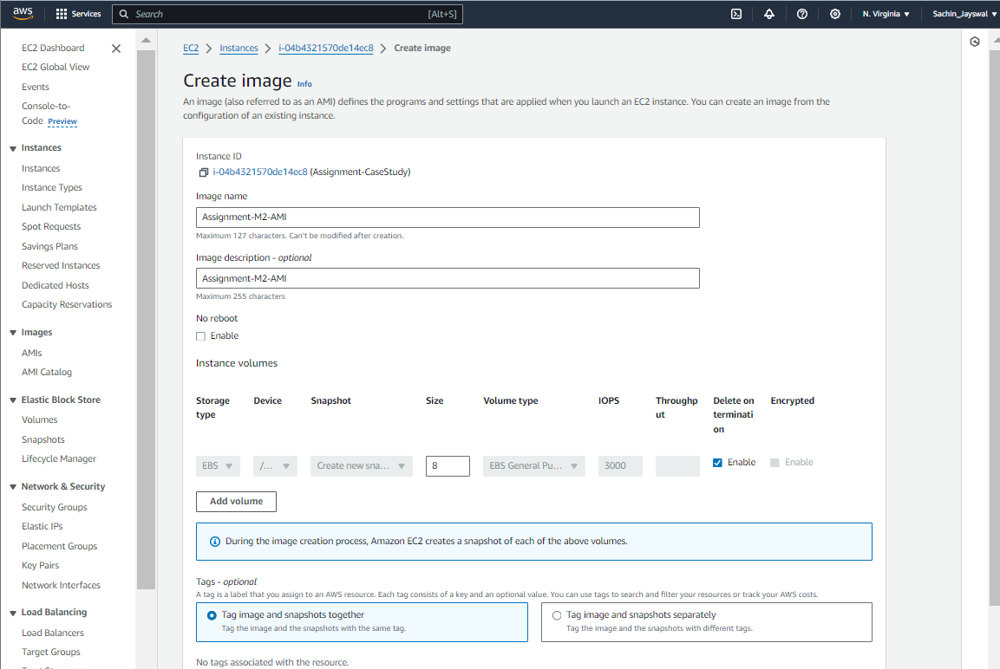 aws
Services
Search
[Alt+S]
N. Virginia
Sachin_Jayswal
EC2 Dashboard
EC2 Global View
Events
Console-to-
Code Preview
Instances
Instances
Instance Types
Launch Templates
Spot Requests
Savings Plans
Reserved Instances
Dedicated Hosts
Capacity Reservations
Images
AMIs
AMI Catalog
Elastic Block Store
Volumes
Snapshots
Lifecycle Manager
Network & Security
Security Groups
Elastic IPs
Placement Groups
Key Pairs
Network Interfaces
Load Balancing
Load Balancers
Target Groups
EC2 > Instances > i-04b4321570de14ec8 > Create image
Create image Info
An image (also referred to as an AMI) defines the programs and settings that are applied when you launch an EC2 instance. You can create an image from the
configuration of an existing instance.
Instance ID
i-04b4321570de14ec8 (Assignment-CaseStudy)
Image name
Assignment-M2-AMI
Maximum 127 characters. Can't be modified after creation.
Image description - optional
Assignment-M2-AMI
Maximum 255 characters
No reboot
Enable
Instance volumes
Storage type
Device
Snapshot
Size
Volume type
IOPS
Throughp
ut
Delete on
terminati
on
Encrypted
EBS
/...
Create new sna...
8
EBS General Pu...
3000
Enable
Enable
Add volume
During the image creation process, Amazon EC2 creates a snapshot of each of the above volumes.
Tags - optional
A tag is a label that you assign to an AWS resource. Each tag consists of a key and an optional value. You can use tags to search and filter your resources or track your AWS costs.
Tag image and snapshots together
Tag the image and the snapshots with the same tag.
Tag image and snapshots separately
Tag the image and the snapshots with different tags.
No tags associated with the resource.